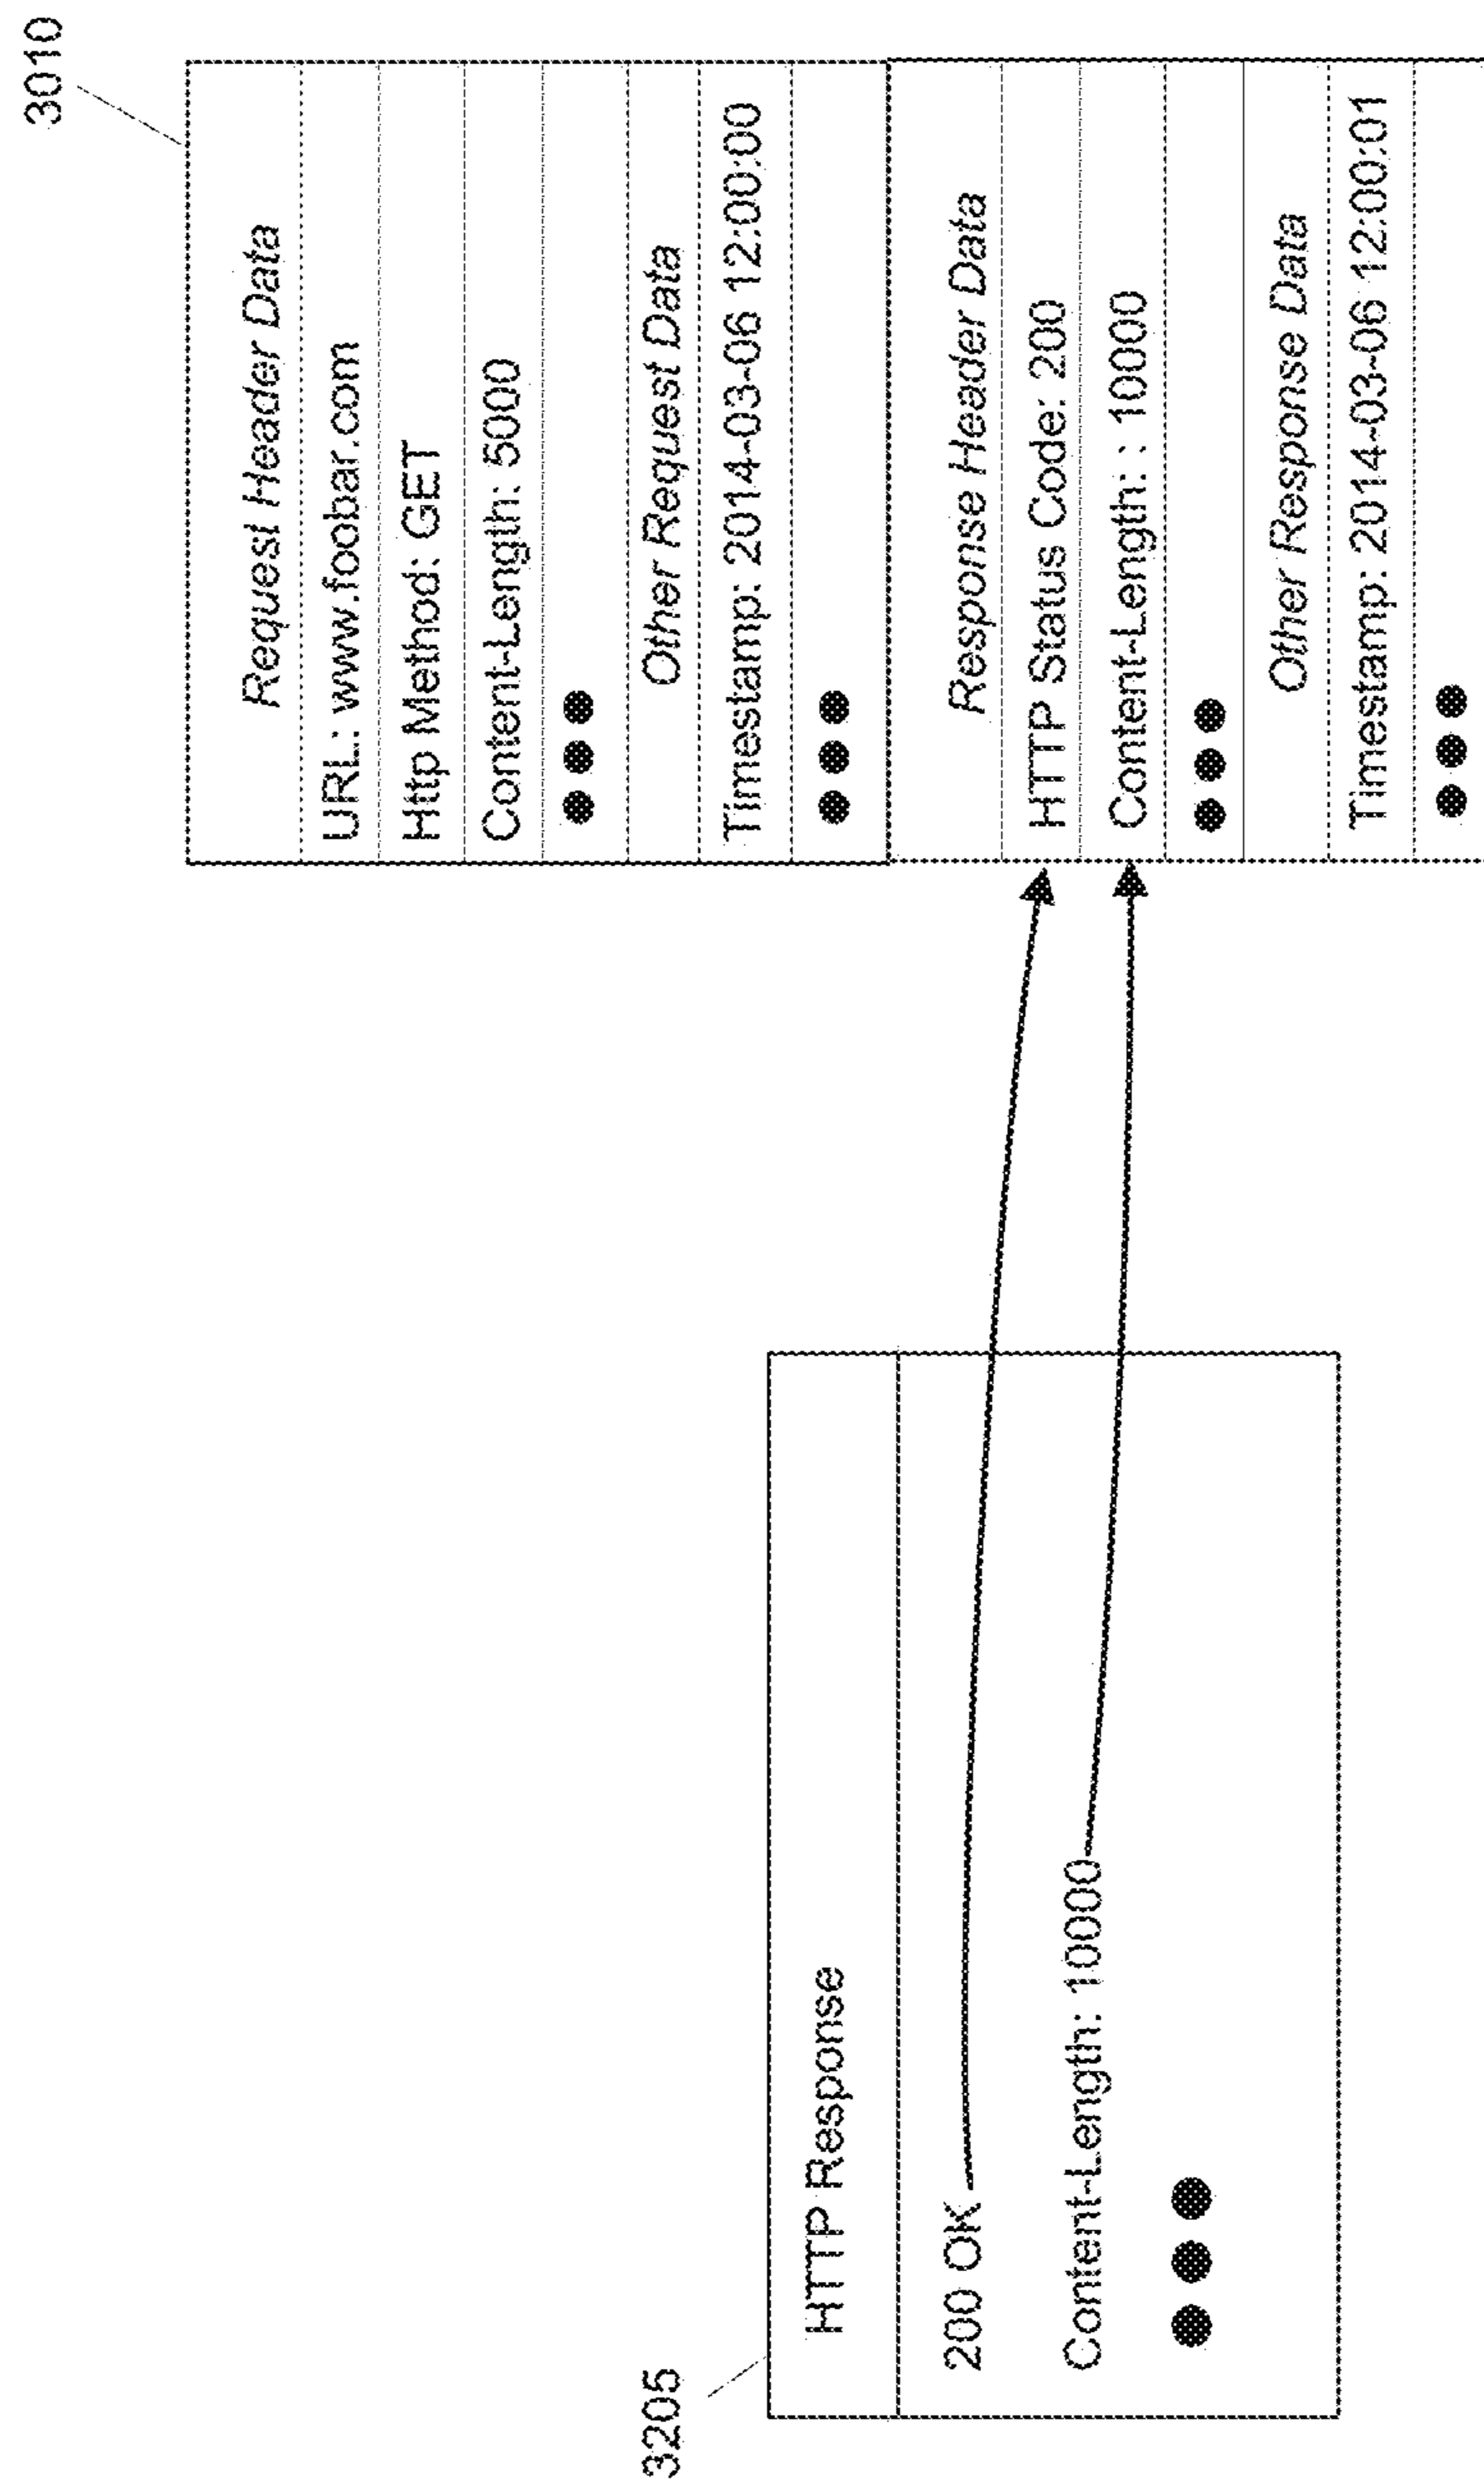 3010
Request Header Data
URL: www.foobar.com
Http Method: GET
Content-Length: 5000
Other Request Data
Timestamp: 2014-03-06 12:00:00
Response Header Data
HTTP Status Code: 200
Content-Length: : 10000
Other Response Data
Timestamp: 2014-03-06 12:00:01
3205
HTTP Response
200 OK
Content-Length: 10000